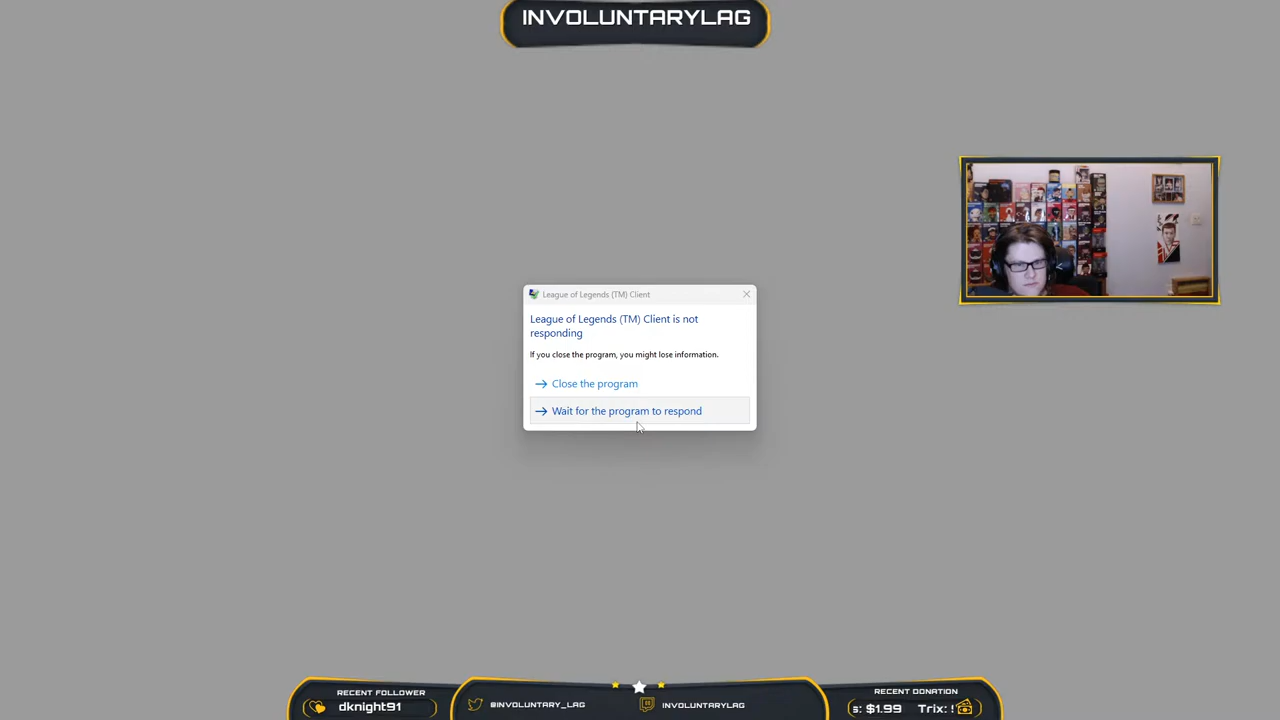 INVOLUNTARYLAG
League of Legends (TM) Client
League of Legends (TM) Client is not
responding
If you close the program, you might lose information.
Close the program
Wait for the program to respond
RECENT FOLLOWER
dknight91
@INVOLUNTARY_LAG
INVOLUNTARYLAG
RECENT DONATION
s: $1.99 Trix: